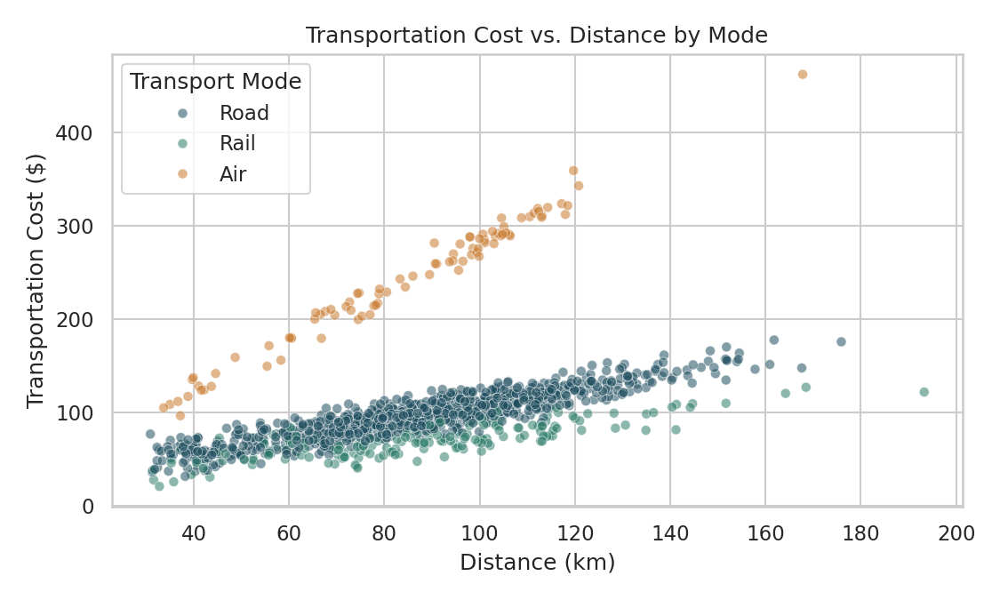 Transportation Cost vs. Distance by Mode
Transport Mode
Road
Rail
Air
Transportation Cost ($)
400
300
200
100
0
40 60 80 100 120 140 160 180 200
Distance (km)